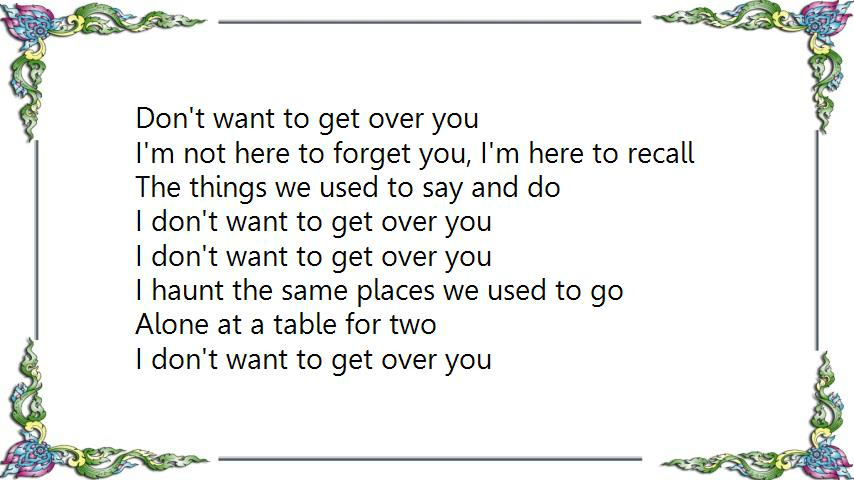 Don't want to get over you
I'm not here to forget you, I'm here to recall
The things we used to say and do
I don't want to get over you
I don't want to get over you
I haunt the same places we used to go
Alone at a table for two
I don't want to get over you